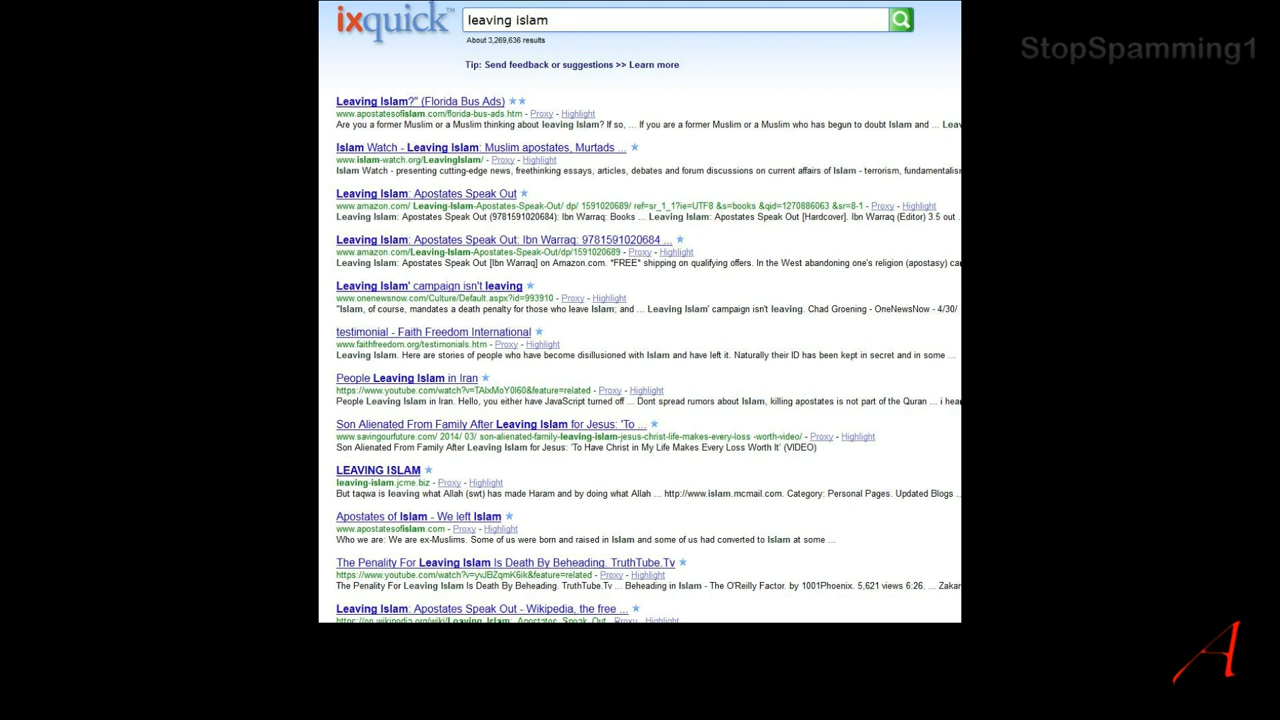 ixquick™
leaving islam
About 3,269,636 results
StopSpamming1
Tip: Send feedback or suggestions >> Learn more
Leaving Islam?" (Florida Bus Ads)
www.apostatesofislam.com/florida-bus-ads.htm - Proxy - Highlight
Are you a former Muslim or a Muslim thinking about leaving Islam? If so, ... If you are a former Muslim or a Muslim who has begun to doubt Islam and ... Leav
Islam Watch - Leaving Islam: Muslim apostates, Murtads ...
www.islam-watch.org/LeavingIslam/ - Proxy - Highlight
Islam Watch - presenting cutting-edge news, freethinking essays, articles, debates and forum discussions on current affairs of Islam - terrorism, fundamentalism
Leaving Islam: Apostates Speak Out
www.amazon.com/ Leaving-Islam-Apostates-Speak-Out/ dp/ 1591020689/ ref=sr_1_1?ie=UTF8 &s=books &qid=1270886063 &sr=8-1 - Proxy - Highlight
Leaving Islam: Apostates Speak Out (9781591020684): Ibn Warraq: Books ... Leaving Islam: Apostates Speak Out [Hardcover]. Ibn Warraq (Editor) 3.5 out .
Leaving Islam: Apostates Speak Out: Ibn Warraq: 9781591020684 ...
www.amazon.com/Leaving-Islam-Apostates-Speak-Out/dp/1591020689 - Proxy - Highlight
Leaving Islam: Apostates Speak Out [Ibn Warraq] on Amazon.com. *FREE* shipping on qualifying offers. In the West abandoning one's religion (apostasy) ca
Leaving Islam' campaign isn't leaving
www.onenewsnow.com/Culture/Default.aspx?id=993910 - Proxy - Highlight
"Islam, of course, mandates a death penalty for those who leave Islam; and ... Leaving Islam' campaign isn't leaving. Chad Groening - OneNewsNow - 4/30/
testimonial - Faith Freedom International
www.faithfreedom.org/testimonials.htm - Proxy - Highlight
Leaving Islam. Here are stories of people who have become disillusioned with Islam and have left it. Naturally their ID has been kept in secret and in some ...
People Leaving Islam in Iran
https://www.youtube.com/watch?v=TAlxMoY0I60&feature=related - Proxy - Highlight
People Leaving Islam in Iran. Hello, you either have JavaScript turned off ... Dont spread rumors about Islam, killing apostates is not part of the Quran ... i hear
Son Alienated From Family After Leaving Islam for Jesus: 'To ...
www.savingourfuture.com/ 2014/ 03/ son-alienated-family-leaving-islam-jesus-christ-life-makes-every-loss -worth-video/ - Proxy - Highlight
Son Alienated From Family After Leaving Islam for Jesus: 'To Have Christ in My Life Makes Every Loss Worth It' (VIDEO)
LEAVING ISLAM
leaving-islam.jcme.biz - Proxy - Highlight
But taqwa is leaving what Allah (swt) has made Haram and by doing what Allah ... http://www.islam.mcmail.com. Category: Personal Pages. Updated Blogs ..
Apostates of Islam - We left Islam
www.apostatesofislam.com - Proxy - Highlight
Who we are: We are ex-Muslims. Some of us were born and raised in Islam and some of us had converted to Islam at some ...
The Penality For Leaving Islam Is Death By Beheading. TruthTube.Tv
https://www.youtube.com/watch?v=yvJBZqmK6ik&feature=related - Proxy - Highlight
The Penality For Leaving Islam Is Death By Beheading. TruthTube.Tv ... Beheading in Islam - The O'Reilly Factor. by 1001Phoenix. 5,621 views 6:26. ... Zakar
Leaving Islam: Apostates Speak Out - Wikipedia, the free ...
https://en.wikipedia.org/wiki/Leaving_Islam:_Apostates_Speak_Out - Proxy - Highlight
A